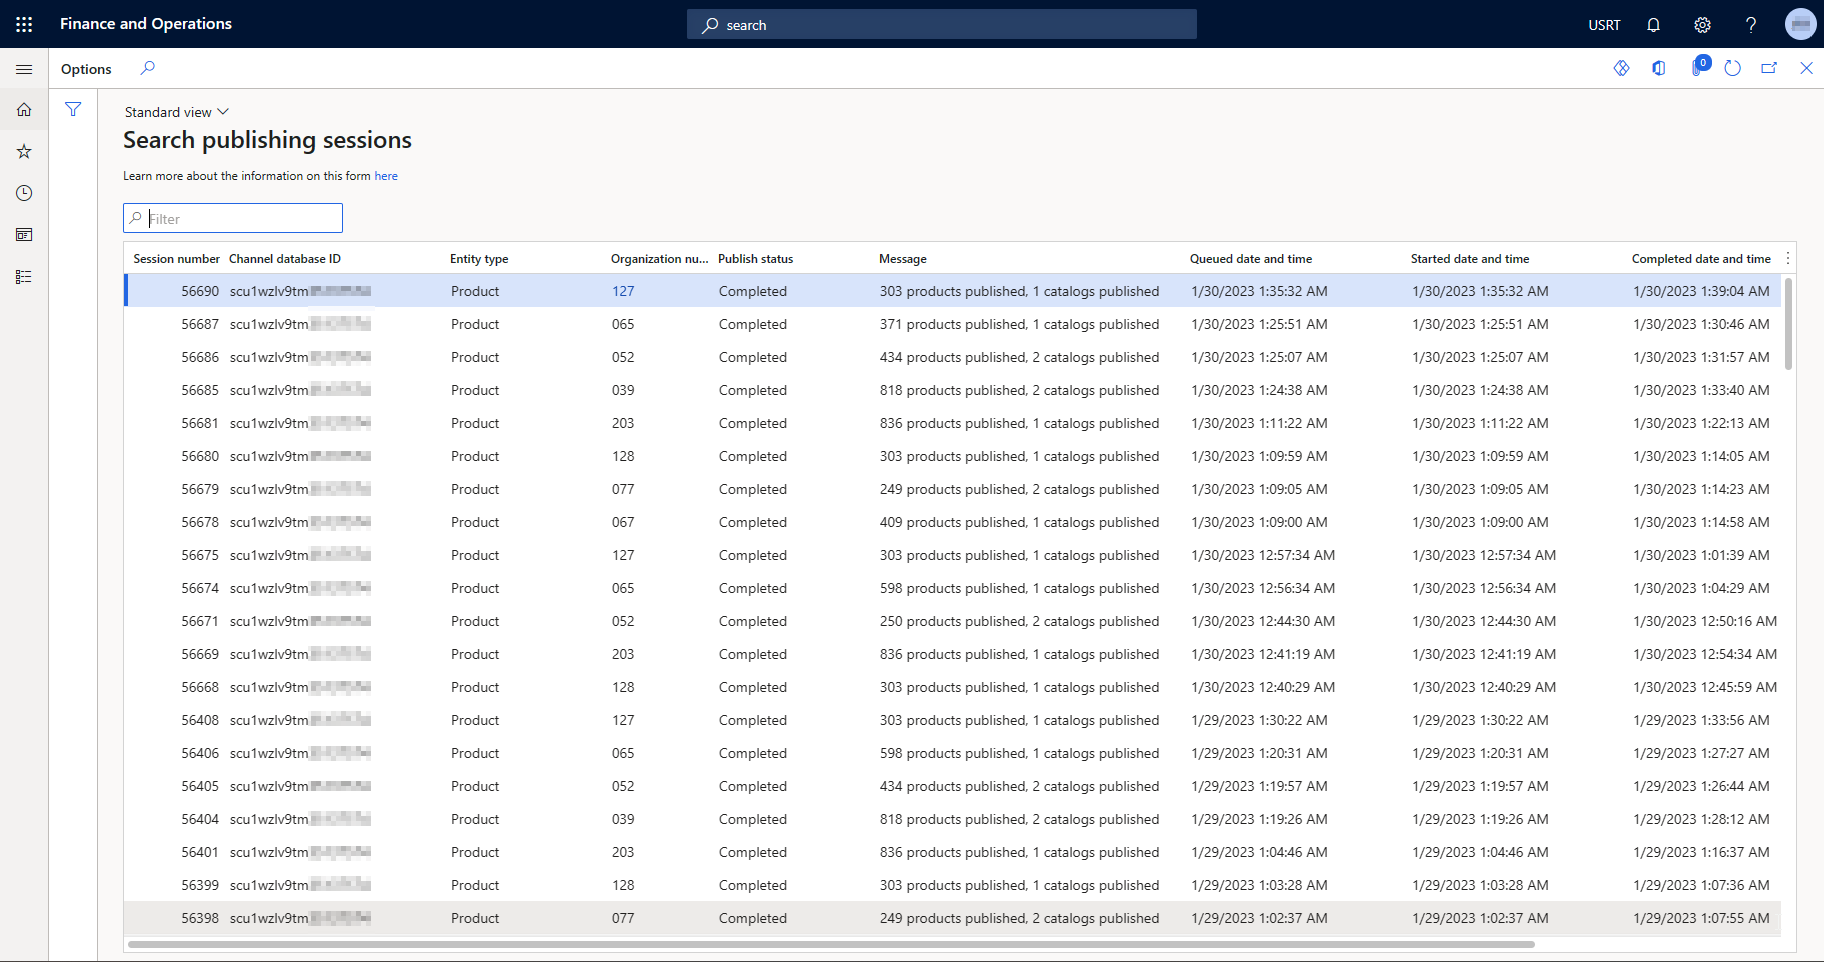 Finance and Operations
search
USRT
?
Options
0
Standard view
Search publishing sessions
Learn more about the information on this form here
Filter
Session number Channel database ID Entity type Organization nu... Publish status Message Queued date and time Started date and time Completed date and time
56690 scu1wzlv9tm Product 127 Completed 303 products published, 1 catalogs published 1/30/2023 1:35:32 AM 1/30/2023 1:35:32 AM 1/30/2023 1:39:04 AM
56687 scu1wzlv9tm Product 065 Completed 371 products published, 1 catalogs published 1/30/2023 1:25:51 AM 1/30/2023 1:25:51 AM 1/30/2023 1:30:46 AM
56686 scu1wzlv9tm Product 052 Completed 434 products published, 2 catalogs published 1/30/2023 1:25:07 AM 1/30/2023 1:25:07 AM 1/30/2023 1:31:57 AM
56685 scu1wzlv9tm Product 039 Completed 818 products published, 2 catalogs published 1/30/2023 1:24:38 AM 1/30/2023 1:24:38 AM 1/30/2023 1:33:40 AM
56681 scu1wzlv9tm Product 203 Completed 836 products published, 1 catalogs published 1/30/2023 1:11:22 AM 1/30/2023 1:11:22 AM 1/30/2023 1:22:13 AM
56680 scu1wzlv9tm Product 128 Completed 303 products published, 1 catalogs published 1/30/2023 1:09:59 AM 1/30/2023 1:09:59 AM 1/30/2023 1:14:05 AM
56679 scu1wzlv9tm Product 077 Completed 249 products published, 2 catalogs published 1/30/2023 1:09:05 AM 1/30/2023 1:09:05 AM 1/30/2023 1:14:23 AM
56678 scu1wzlv9tm Product 067 Completed 409 products published, 1 catalogs published 1/30/2023 1:09:00 AM 1/30/2023 1:09:00 AM 1/30/2023 1:14:58 AM
56675 scu1wzlv9tm Product 127 Completed 303 products published, 1 catalogs published 1/30/2023 12:57:34 AM 1/30/2023 12:57:34 AM 1/30/2023 1:01:39 AM
56674 scu1wzlv9tm Product 065 Completed 598 products published, 1 catalogs published 1/30/2023 12:56:34 AM 1/30/2023 12:56:34 AM 1/30/2023 1:04:29 AM
56671 scu1wzlv9tm Product 052 Completed 250 products published, 2 catalogs published 1/30/2023 12:44:30 AM 1/30/2023 12:44:30 AM 1/30/2023 12:50:16 AM
56669 scu1wzlv9tm Product 203 Completed 836 products published, 1 catalogs published 1/30/2023 12:41:19 AM 1/30/2023 12:41:19 AM 1/30/2023 12:54:34 AM
56668 scu1wzlv9tm Product 128 Completed 303 products published, 1 catalogs published 1/30/2023 12:40:29 AM 1/30/2023 12:40:29 AM 1/30/2023 12:45:59 AM
56408 scu1wzlv9tm Product 127 Completed 303 products published, 1 catalogs published 1/29/2023 1:30:22 AM 1/29/2023 1:30:22 AM 1/29/2023 1:33:56 AM
56406 scu1wzlv9tm Product 065 Completed 598 products published, 1 catalogs published 1/29/2023 1:20:31 AM 1/29/2023 1:20:31 AM 1/29/2023 1:27:27 AM
56405 scu1wzlv9tm Product 052 Completed 434 products published, 2 catalogs published 1/29/2023 1:19:57 AM 1/29/2023 1:19:57 AM 1/29/2023 1:26:44 AM
56404 scu1wzlv9tm Product 039 Completed 818 products published, 2 catalogs published 1/29/2023 1:19:26 AM 1/29/2023 1:19:26 AM 1/29/2023 1:28:12 AM
56401 scu1wzlv9tm Product 203 Completed 836 products published, 1 catalogs published 1/29/2023 1:04:46 AM 1/29/2023 1:04:46 AM 1/29/2023 1:16:37 AM
56399 scu1wzlv9tm Product 128 Completed 303 products published, 1 catalogs published 1/29/2023 1:03:28 AM 1/29/2023 1:03:28 AM 1/29/2023 1:07:36 AM
56398 scu1wzlv9tm Product 077 Completed 249 products published, 2 catalogs published 1/29/2023 1:02:37 AM 1/29/2023 1:02:37 AM 1/29/2023 1:07:55 AM